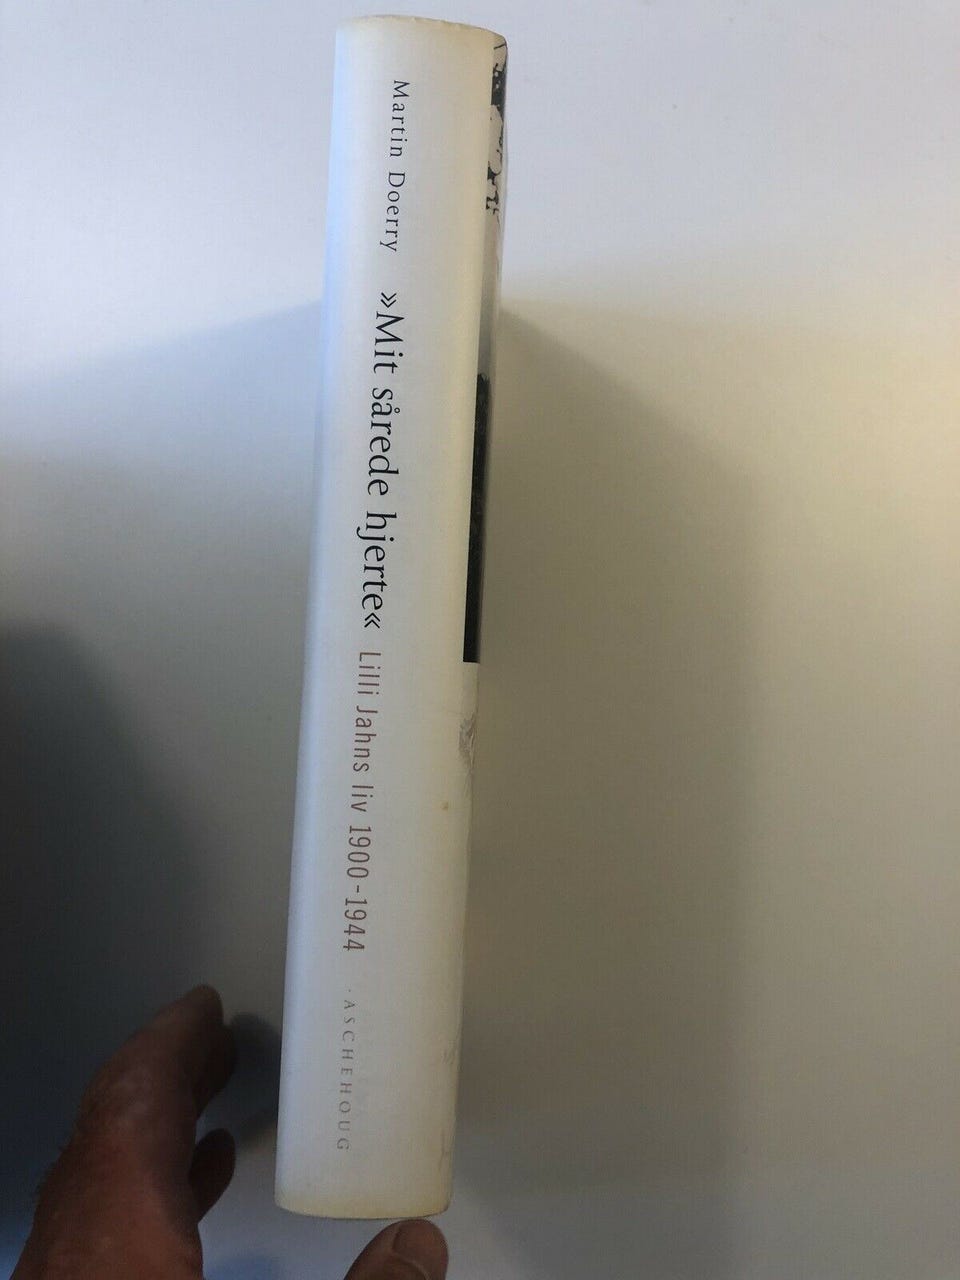 Martin Doerry »Mit sårede hjerte« Lilli Jahns liv 1900-1944 · ASCHEHOUG